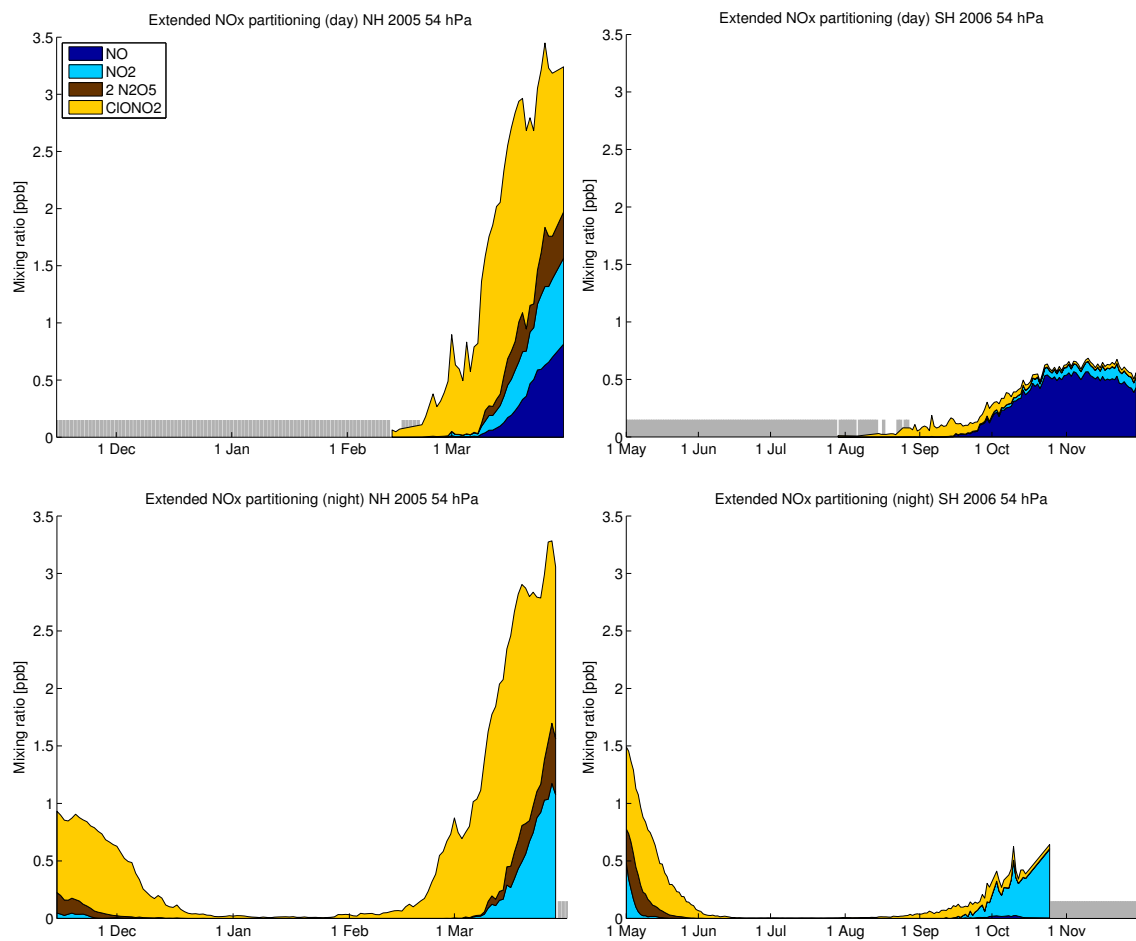 Extended NOx partitioning (day) NH 2005 54 hPa
3.5
3
2.5
2
1.5
1
0.5
0
Mixing ratio [ppb]
NO
NO2
2 N2O5
ClONO2
1 Dec
1 Jan
1 Feb
1 Mar
Extended NOx partitioning (day) SH 2006 54 hPa
3.5
3
2.5
2
1.5
1
0.5
0
Mixing ratio [ppb]
1 May
1 Jun
1 Jul
1 Aug
1 Sep
1 Oct
1 Nov
Extended NOx partitioning (night) NH 2005 54 hPa
3.5
3
2.5
2
1.5
1
0.5
0
Mixing ratio [ppb]
1 Dec
1 Jan
1 Feb
1 Mar
Extended NOx partitioning (night) SH 2006 54 hPa
3.5
3
2.5
2
1.5
1
0.5
0
Mixing ratio [ppb]
1 May
1 Jun
1 Jul
1 Aug
1 Sep
1 Oct
1 Nov